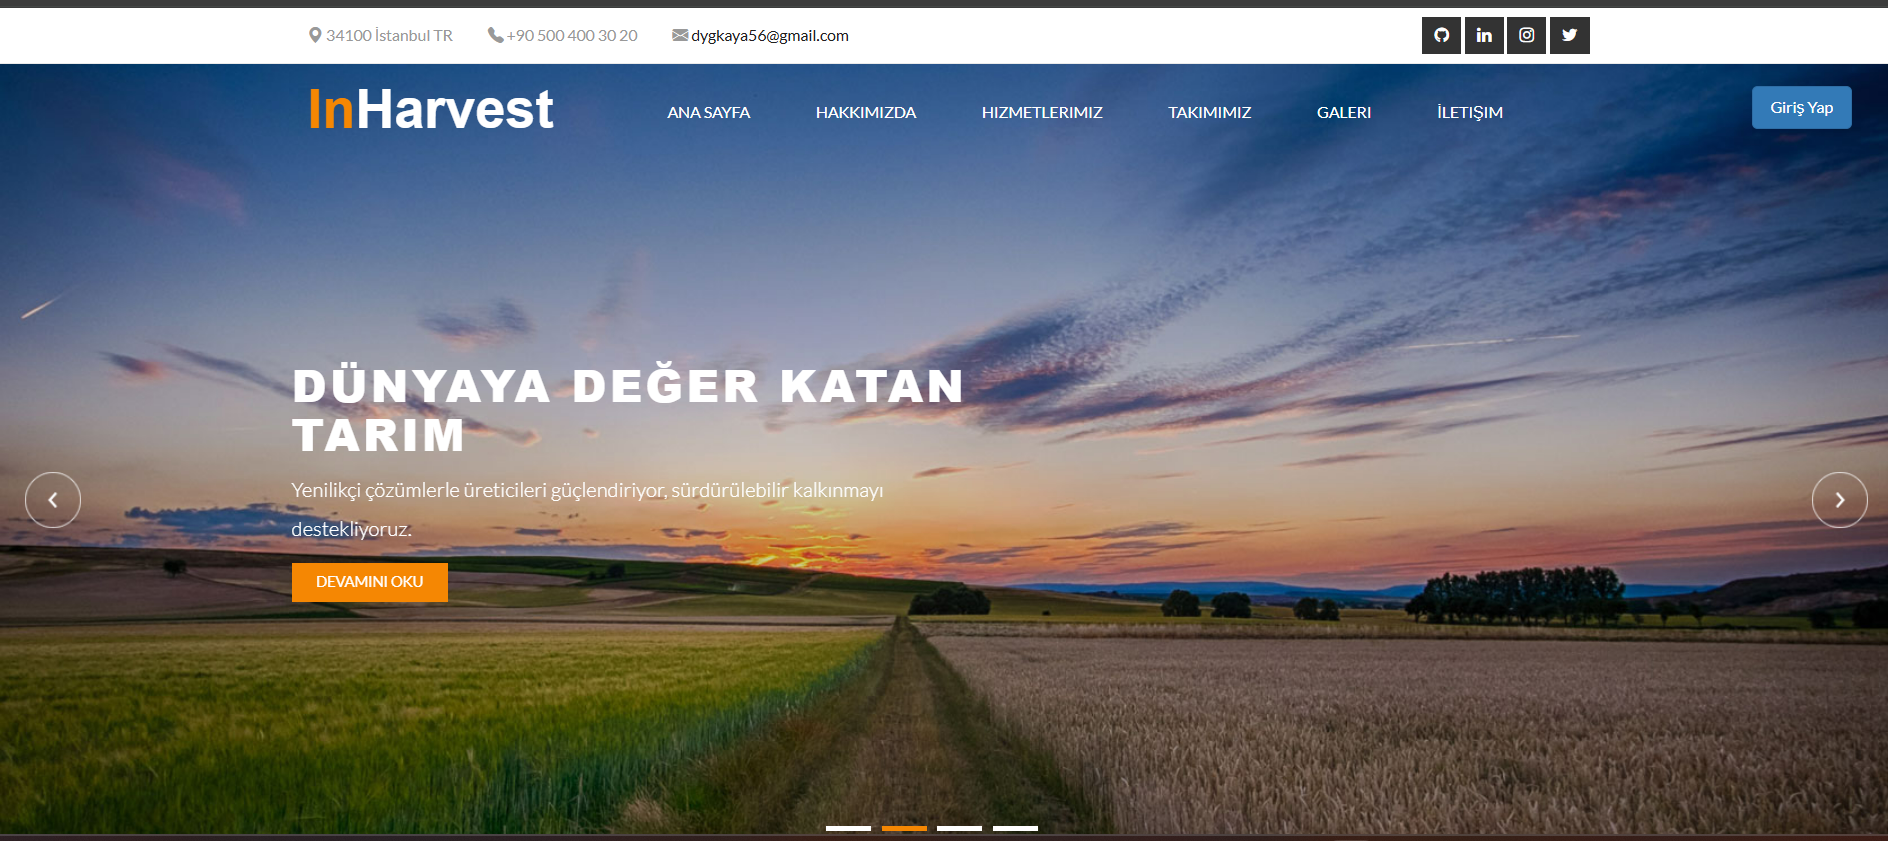 34100 İstanbul TR +90 500 400 30 20 dygkaya56@gmail.com
InHarvest ANA SAYFA HAKKIMIZDA HIZMETLERIMIZ TAKIMIMIZ GALERI İLETIŞIM Giriş Yap
DÜNYAYA DEĞER KATAN
TARIM
Yenilikçi çözümlerle üreticileri güçlendiriyor, sürdürülebilir kalkınmayı
destekliyoruz.
DEVAMINI OKU